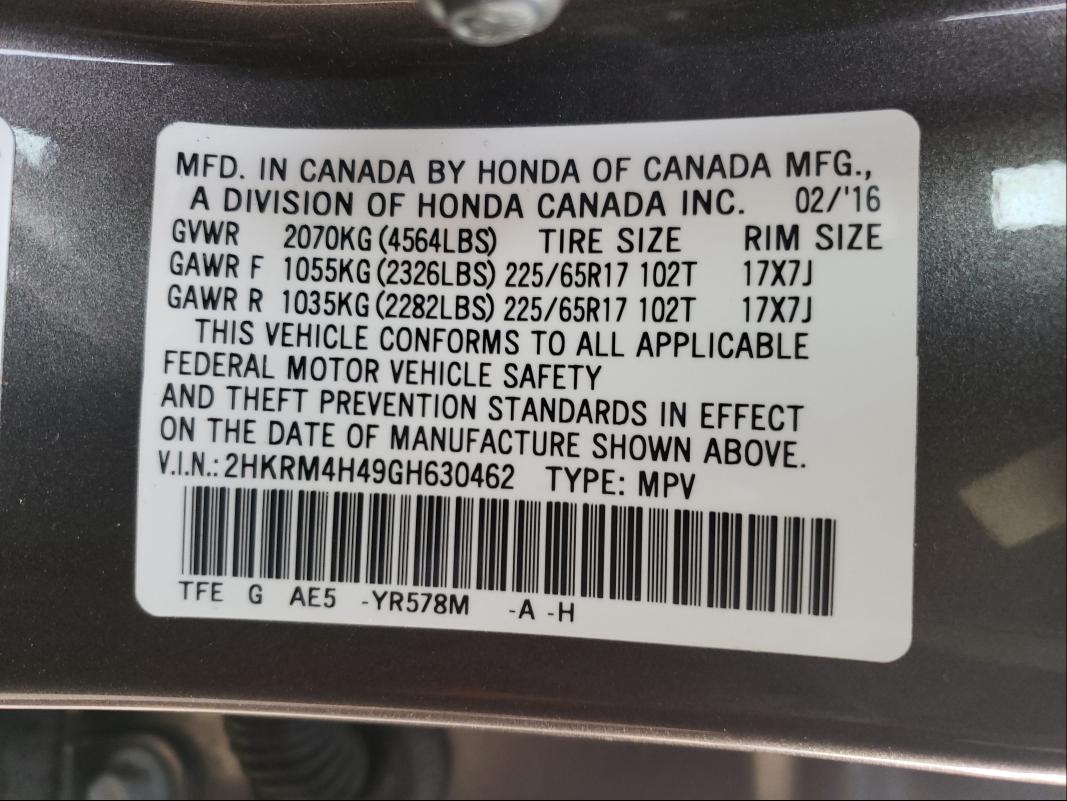 MFD. IN CANADA BY HONDA OF CANADA MFG.,
A DIVISION OF HONDA CANADA INC. 02/'16
GVWR 2070KG (4564LBS) TIRE SIZE RIM SIZE
GAWR F 1055KG (2326LBS) 225/65R17 102T 17X7J
GAWR R 1035KG (2282LBS) 225/65R17 102T 17X7J
THIS VEHICLE CONFORMS TO ALL APPLICABLE
FEDERAL MOTOR VEHICLE SAFETY
AND THEFT PREVENTION STANDARDS IN EFFECT
ON THE DATE OF MANUFACTURE SHOWN ABOVE.
V.I.N.: 2HKRM4H49GH630462 TYPE: MPV
TFE G AE5 -YR578M -A -H